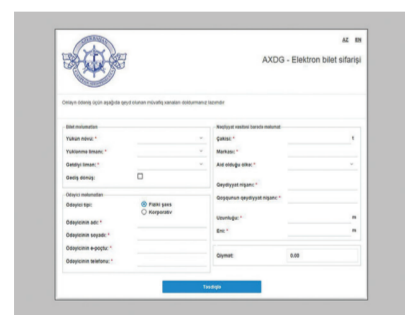 AZ EN
AXDG - Elektron bilet sifarişi
Onlayn ödəniş üçün aşağıda qeyd olunan müvafiq xanaları doldurmanız lazımdır
Bilet məlumatları
Yükün növü: *
Yüklənmə limanı: *
Gətdiyi liman: *
Gediş dönüş:
Ödəyici məlumatları
Ödəyici tipi:
Fiziki şəxs
Korporativ
Ödəyicinin adı: *
Ödəyicinin soyadı: *
Ödəyicinin e-poçtu: *
Ödəyicinin telefonu: *
Nəqliyyat vasitəsi barədə məlumat
Çəkisi: *
t
Markası: *
Aid olduğu ölkə: *
Qeydiyyat nişanı: *
Qoşqunun qeydiyyat nişanı: *
Uzunluğu: *
m
Eni: *
m
Qiyməti:
0.00
Təsdiqlə